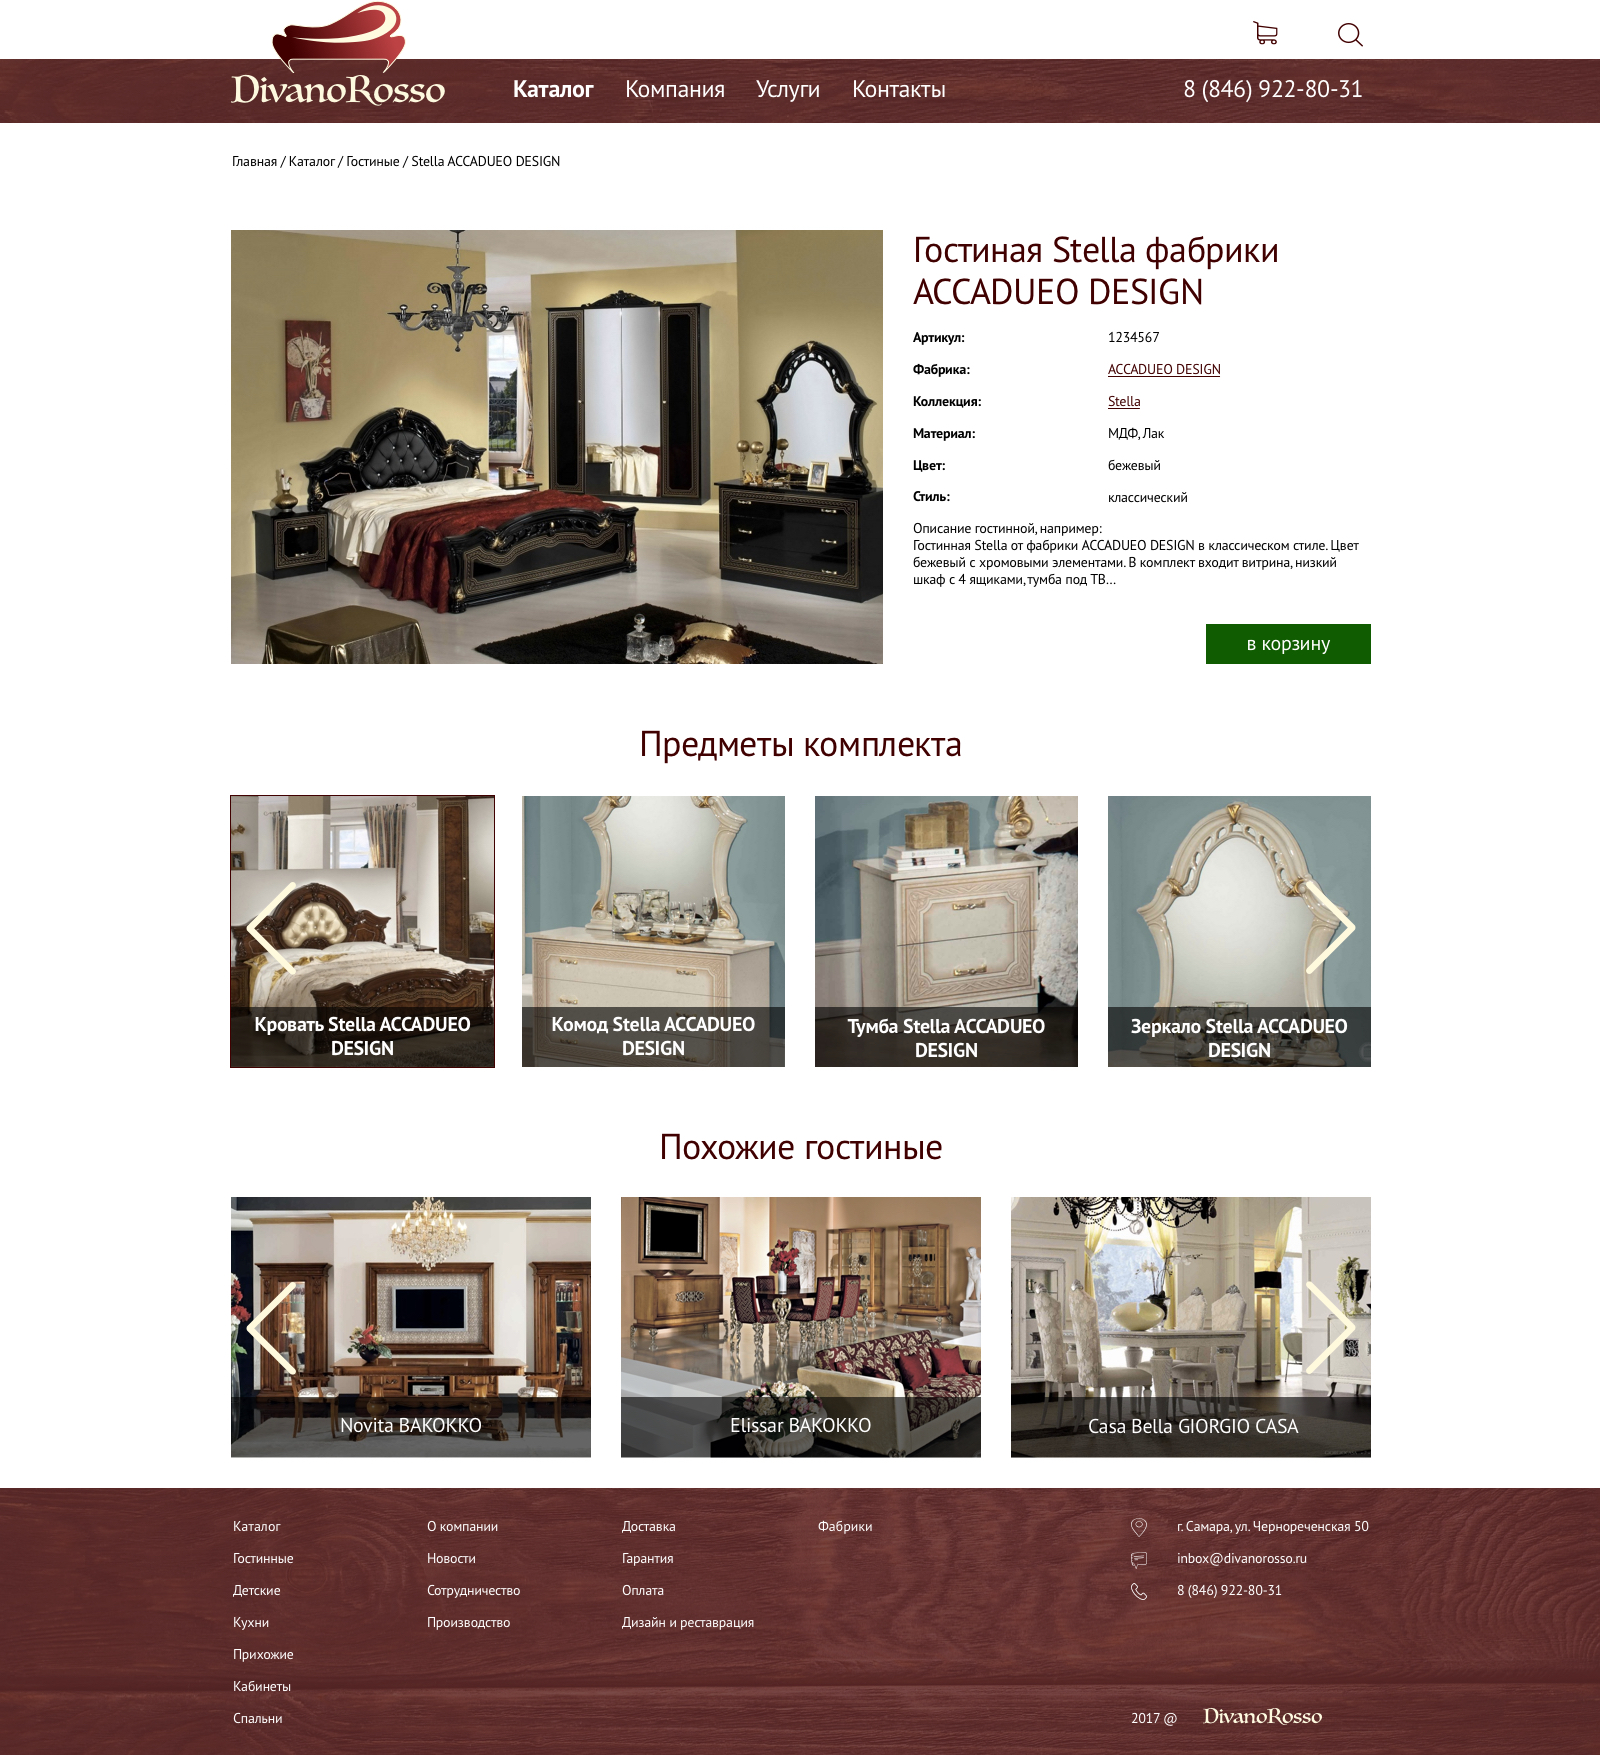 DivanoRosso
Каталог Компания Услуги Контакты 8 (846) 922-80-31
Главная / Каталог / Гостиные / Stella ACCADUEO DESIGN
Гостиная Stella фабрики
ACCADUEO DESIGN
Артикул: 1234567
Фабрика: ACCADUEO DESIGN
Коллекция: Stella
Материал: МДФ, Лак
Цвет: бежевый
Стиль: классический
Описание гостинной, например:
Гостинная Stella от фабрики ACCADUEO DESIGN в классическом стиле. Цвет
бежевый с хромовыми элементами. В комплект входит витрина, низкий
шкаф с 4 ящиками, тумба под ТВ...
в корзину
Предметы комплекта
Кровать Stella ACCADUEO
DESIGN
Комод Stella ACCADUEO
DESIGN
Тумба Stella ACCADUEO
DESIGN
Зеркало Stella ACCADUEO
DESIGN
Похожие гостиные
Novita BAKOKKO
Elissar BAKOKKO
Casa Bella GIORGIO CASA
Каталог
Гостинные
Детские
Кухни
Прихожие
Кабинеты
Спальни
О компании
Новости
Сотрудничество
Производство
Доставка
Гарантия
Оплата
Дизайн и реставрация
Фабрики
г. Самара, ул. Чернореченская 50
inbox@divanorosso.ru
8 (846) 922-80-31
2017 @ DivanoRosso